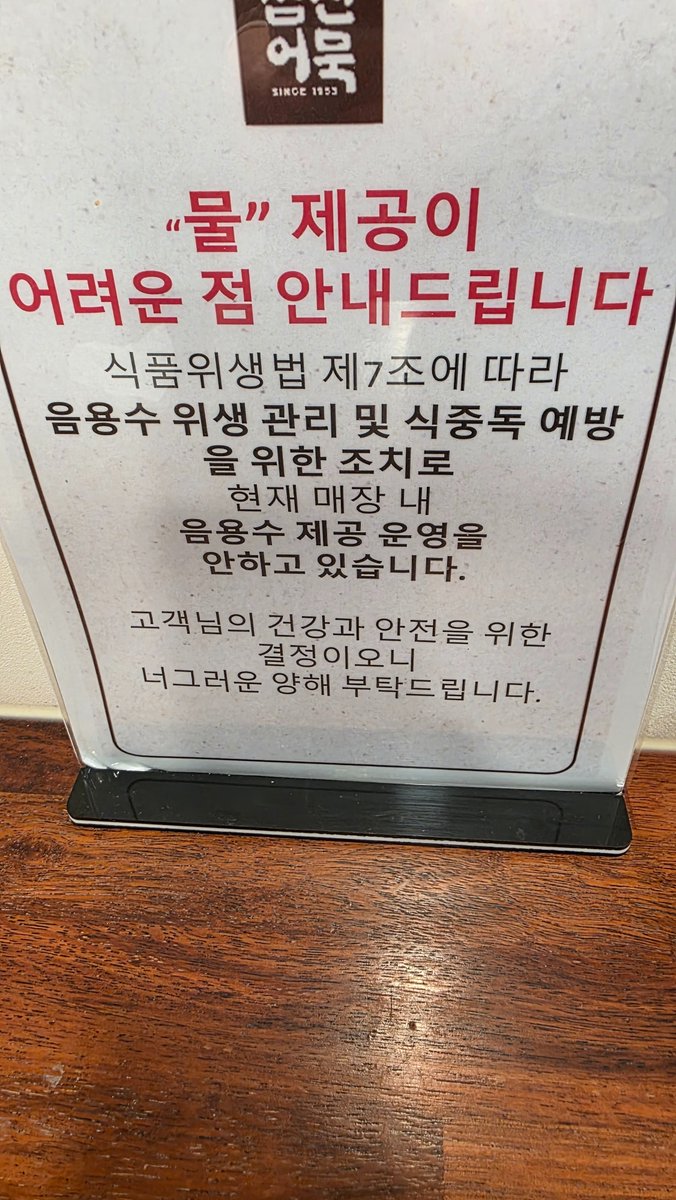 어묵
SINCE 1953
“물” 제공이
어려운 점 안내드립니다
식품위생법 제7조에 따라
음용수 위생 관리 및 식중독 예방
을 위한 조치로
현재 매장 내
음용수 제공 운영을
안하고 있습니다.
고객님의 건강과 안전을 위한
결정이오니
너그러운 양해 부탁드립니다.